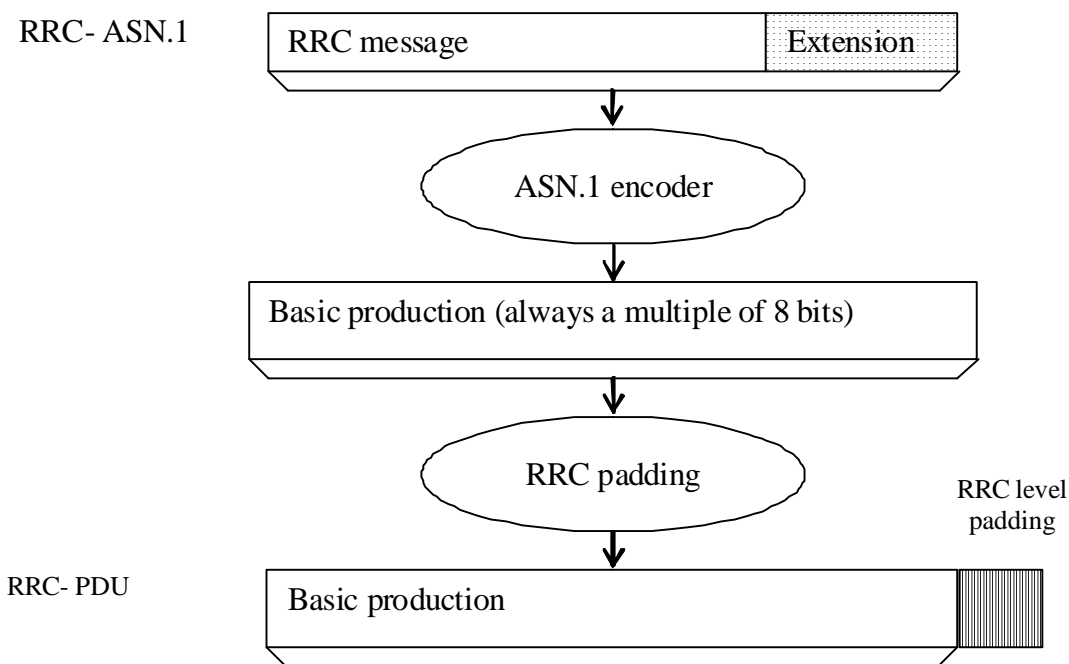 RRC- ASN.1
RRC message
Extension
ASN.1 encoder
Basic production (always a multiple of 8 bits)
RRC padding
RRC level
padding
RRC- PDU
Basic production